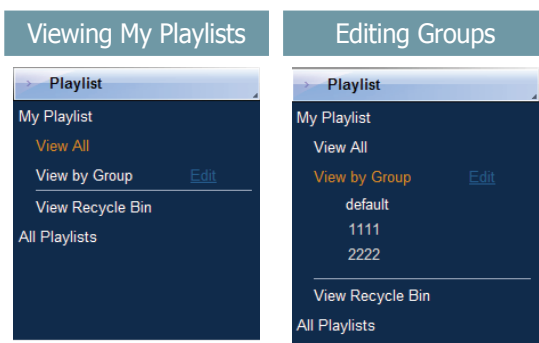 Viewing My Playlists
Playlist
My Playlist
View All
View by Group Edit
View Recycle Bin
All Playlists
Editing Groups
Playlist
My Playlist
View All
View by Group Edit
default
1111
2222
View Recycle Bin
All Playlists